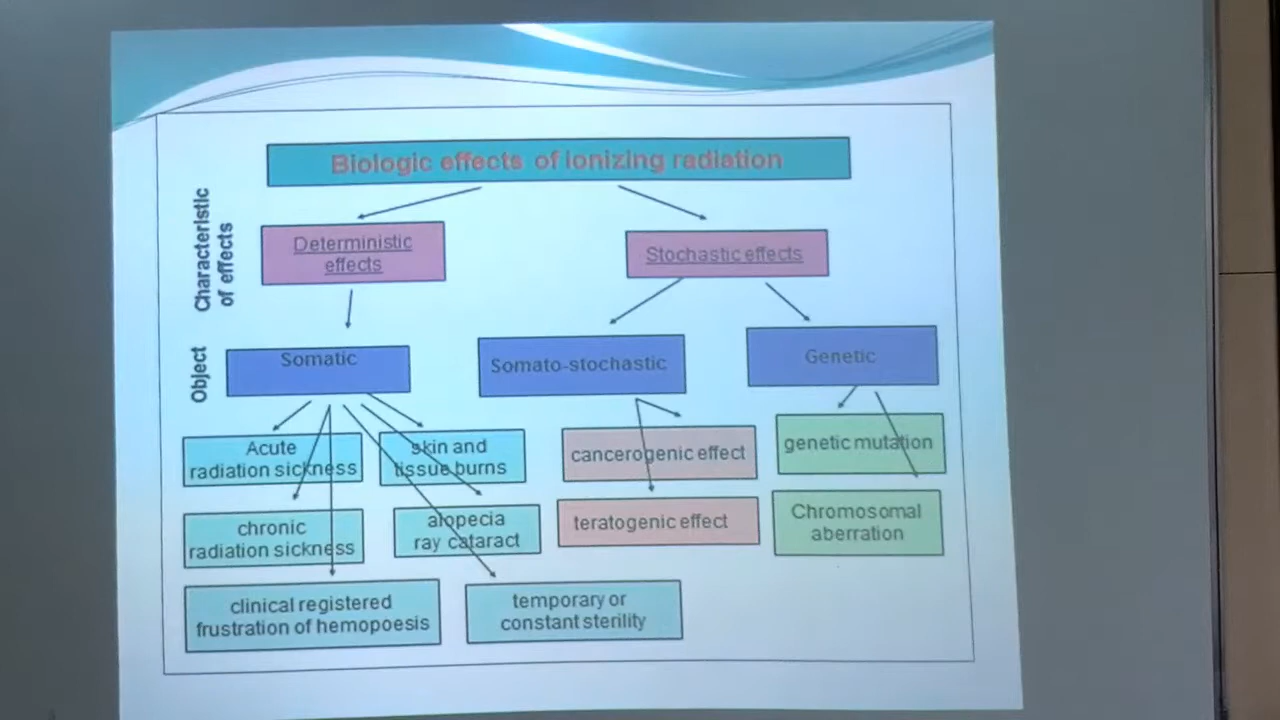 Biologic effects of ionizing radiation
Characteristic
of effects
Deterministic
effects
Stochastic effects
Object
Somatic
Somato-stochastic
Genetic
Acute
radiation sickness
skin and
tissue burns
cancerogenic effect
genetic mutation
chronic
radiation sickness
alopecia
ray cataract
teratogenic effect
Chromosomal
aberration
clinical registered
frustration of hemopoesis
temporary or
constant sterility